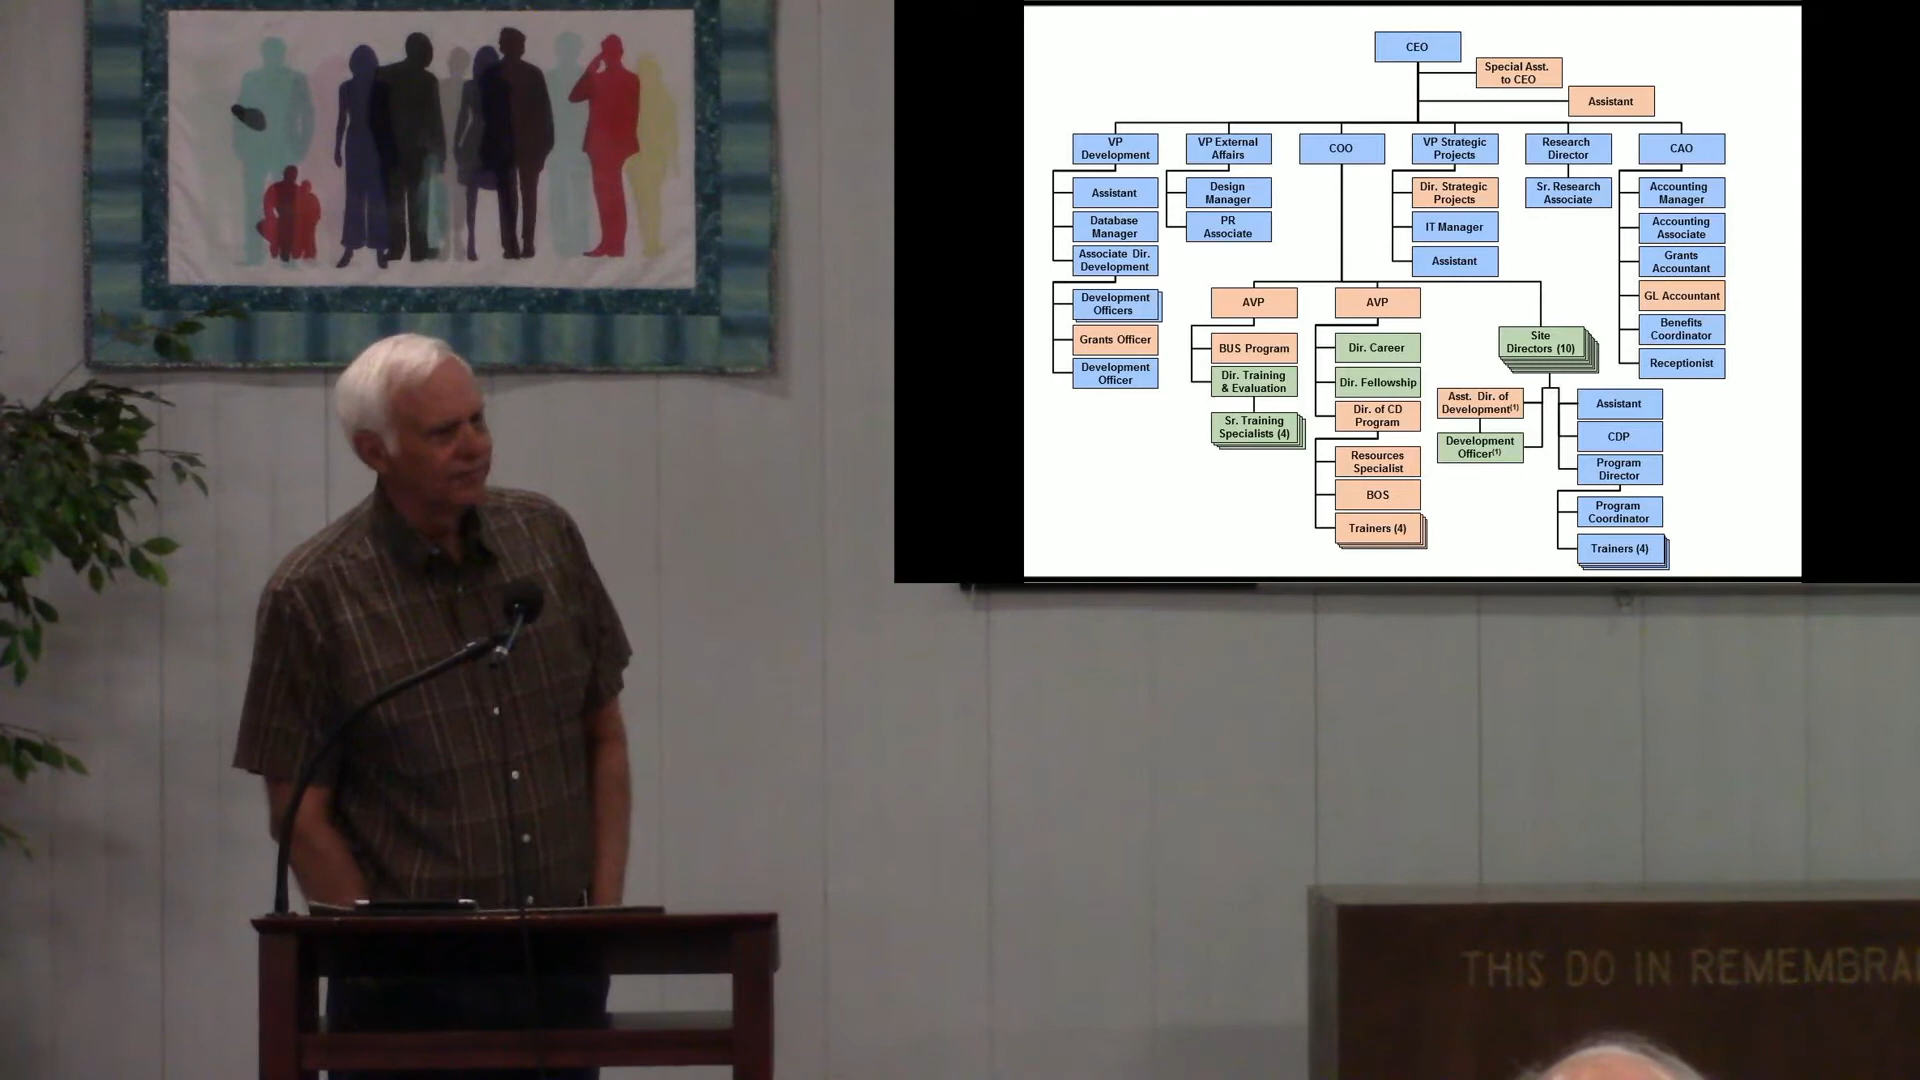 CEO
Special Asst.
to CEO
Assistant
VP
Development
VP External
Affairs
COO
VP Strategic
Projects
Research
Director
CAO
Assistant
Database
Manager
Associate Dir.
Development
Development
Officers
Grants Officer
Development
Officer
Design
Manager
PR
Associate
Dir. Strategic
Projects
IT Manager
Assistant
Sr. Research
Associate
Accounting
Manager
Accounting
Associate
Grants
Accountant
GL Accountant
Benefits
Coordinator
Receptionist
AVP
BUS Program
Dir. Training
& Evaluation
Sr. Training
Specialists (4)
AVP
Dir. Career
Dir. Fellowship
Dir. of CD
Program
Resources
Specialist
BOS
Trainers (4)
Site
Directors (10)
Asst. Dir. of
Development(1)
Development
Officer(1)
Assistant
CDP
Program
Director
Program
Coordinator
Trainers (4)
THIS DO IN REMEMBRA